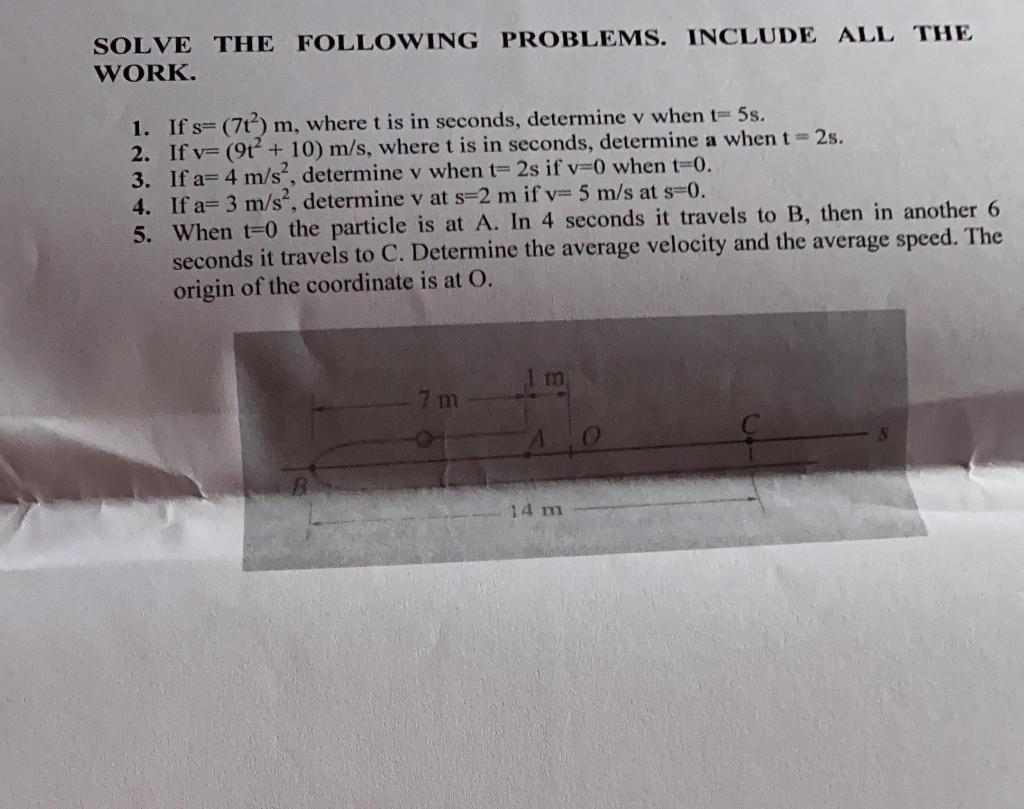 SOLVE THE FOLLOWING PROBLEMS. INCLUDE ALL THE
WORK.
1. If s= (7t²) m, where t is in seconds, determine v when t= 5s.
2. If v= (9t² + 10) m/s, where t is in seconds, determine a when t = 2s.
3. If a= 4 m/s², determine v when t= 2s if v=0 when t=0.
4. If a= 3 m/s², determine v at s=2 m if v= 5 m/s at s=0.
5. When t=0 the particle is at A. In 4 seconds it travels to B, then in another 6
seconds it travels to C. Determine the average velocity and the average speed. The
origin of the coordinate is at O.
1 m
7 m
A O C s
B
14 m